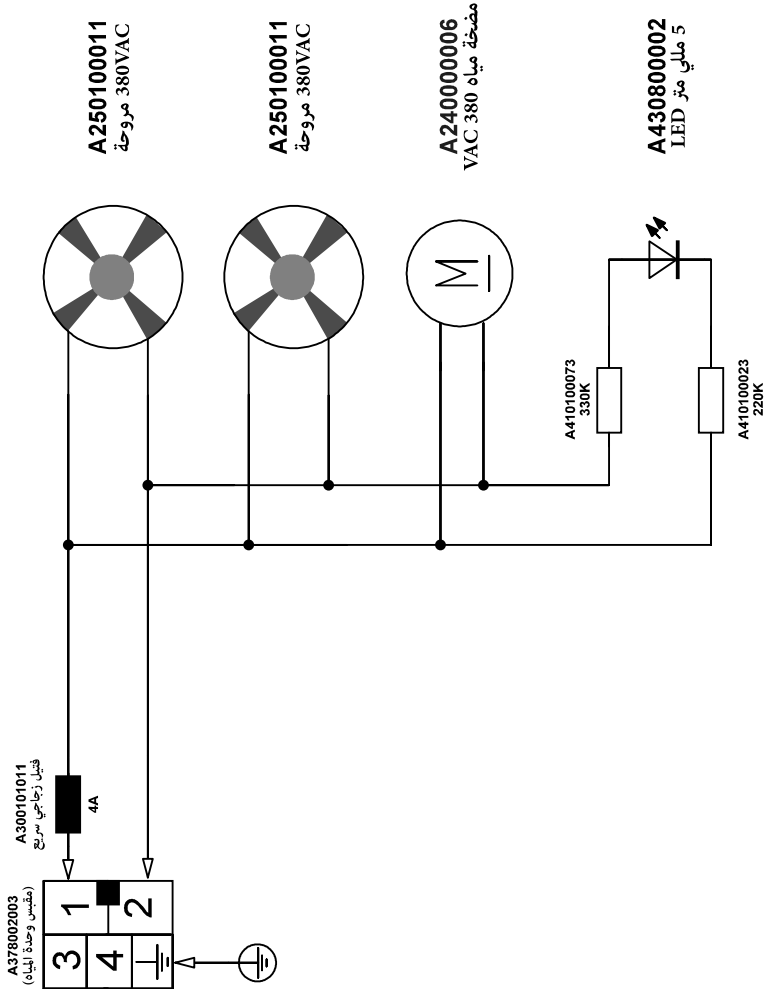 A250100011
مروحة 380VAC
A250100011
مروحة 380VAC
A240000006
مضخة مياه 380 VAC
A430800002
5 مللي متر LED
M
A410100073
330K
A410100023
220K
A300101011
فتيل زجاجي سريع
4A
A378002003
(مقبس وحدة المياه)
1
2
3
4